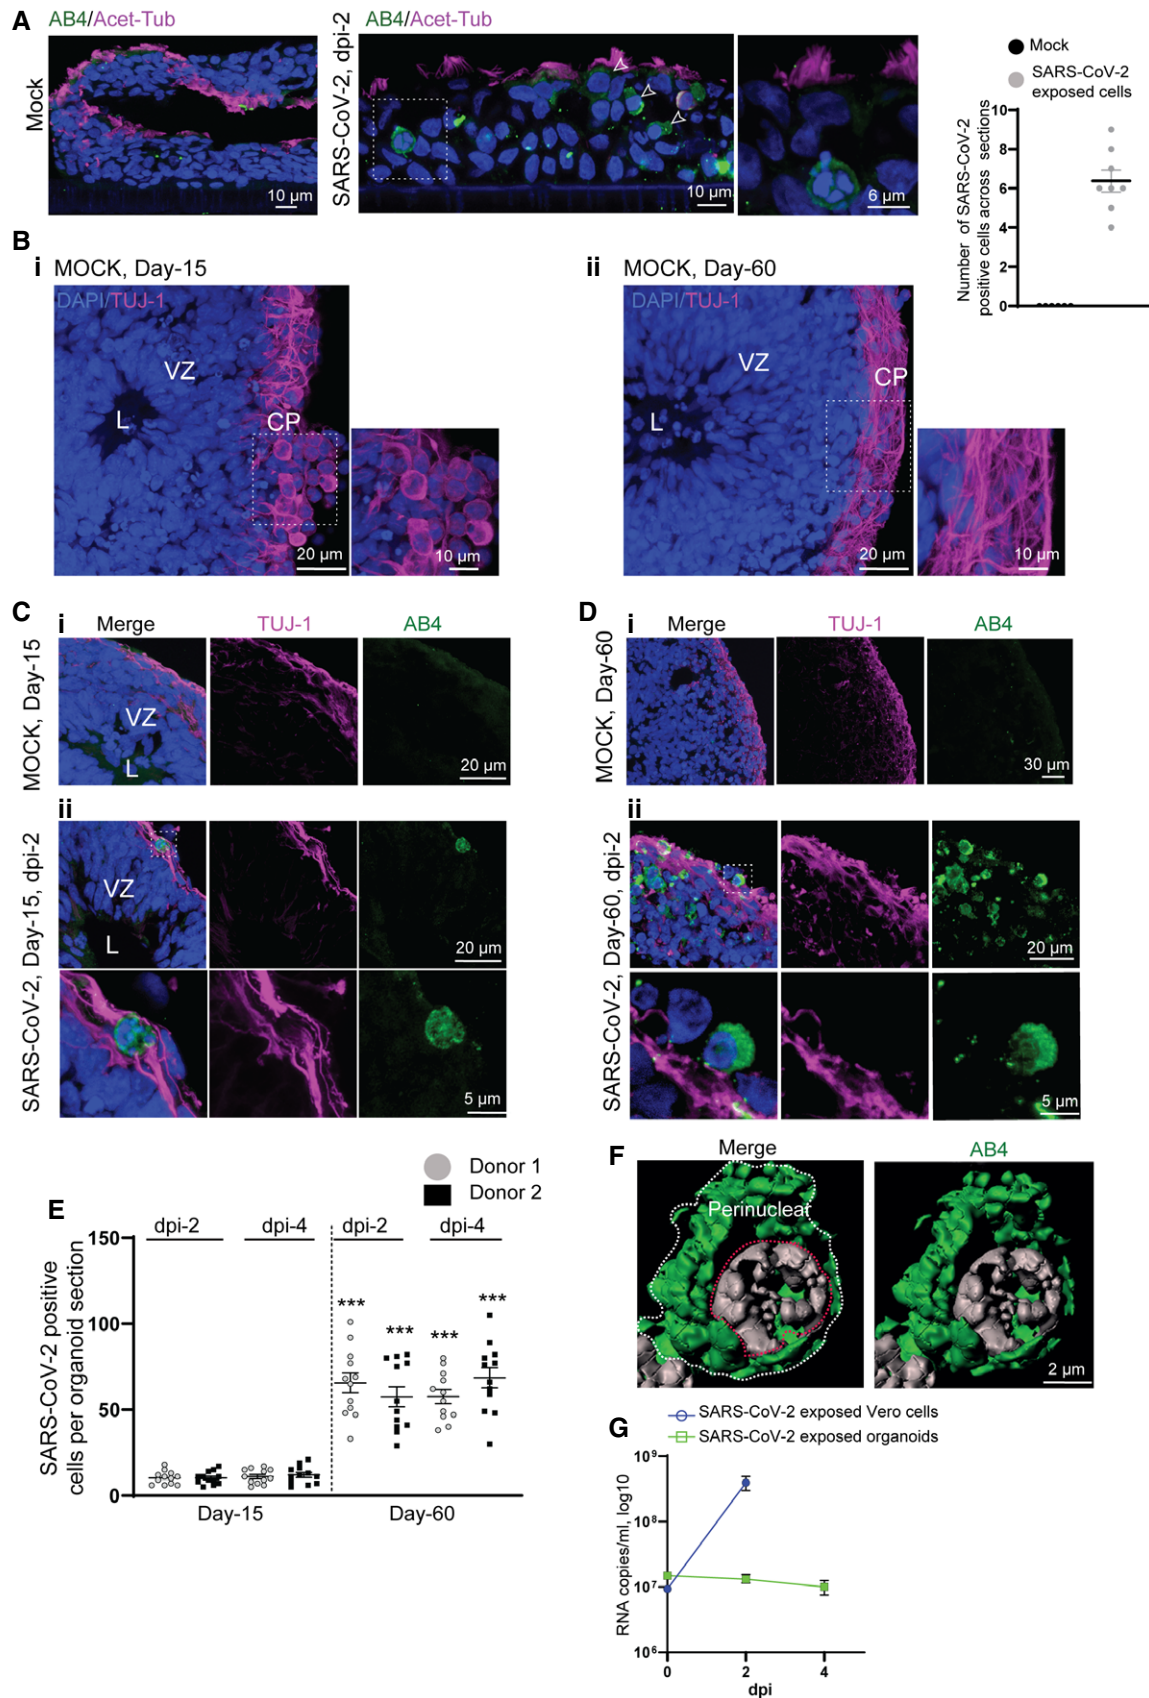 A
AB4/Acet-Tub
AB4/Acet-Tub
Mock
SARS-CoV-2, dpi-2
10 µm
10 µm
6 µm
Mock
SARS-CoV-2
exposed cells
Number of SARS-CoV-2
positive cells across sections
10
8
6
4
2
0
B
i
MOCK, Day-15
ii
MOCK, Day-60
DAPI/TUJ-1
VZ
L
CP
20 µm
10 µm
DAPI/TUJ-1
VZ
L
CP
20 µm
10 µm
C
i
Merge
TUJ-1
AB4
MOCK, Day-15
VZ
L
20 µm
ii
SARS-CoV-2, Day-15, dpi-2
VZ
L
20 µm
5 µm
D
i
Merge
TUJ-1
AB4
MOCK, Day-60
30 µm
ii
SARS-CoV-2, Day-60, dpi-2
20 µm
5 µm
E
Donor 1
Donor 2
dpi-2
dpi-4
dpi-2
dpi-4
SARS-CoV-2 positive
cells per organoid section
150
100
50
0
***
***
***
***
Day-15
Day-60
F
Merge
AB4
Perinuclear
2 µm
G
SARS-CoV-2 exposed Vero cells
SARS-CoV-2 exposed organoids
RNA copies/ml, log10
10⁹
10⁸
10⁷
10⁶
0
2
4
dpi